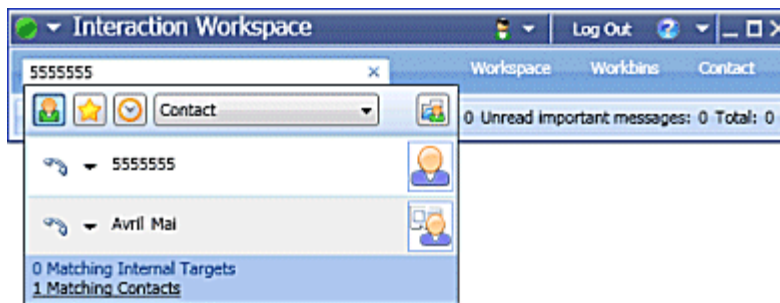 Interaction Workspace
Log Out
5555555
Workspace Workbins Contact
Contact
0 Unread important messages: 0 Total: 0
5555555
Avril Mai
0 Matching Internal Targets
1 Matching Contacts